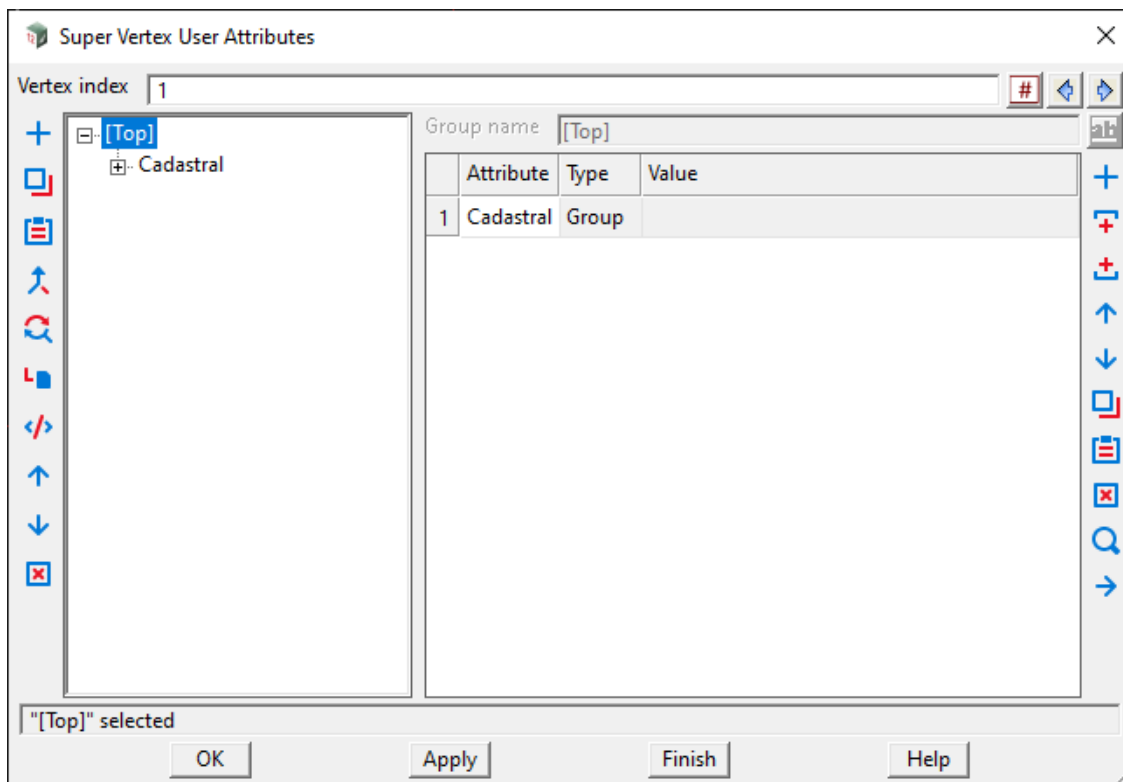 Super Vertex User Attributes
Vertex index 1 #
[Top]
Cadastral
Group name [Top] ab
Attribute Type Value
1 Cadastral Group
"[Top]" selected
OK Apply Finish Help